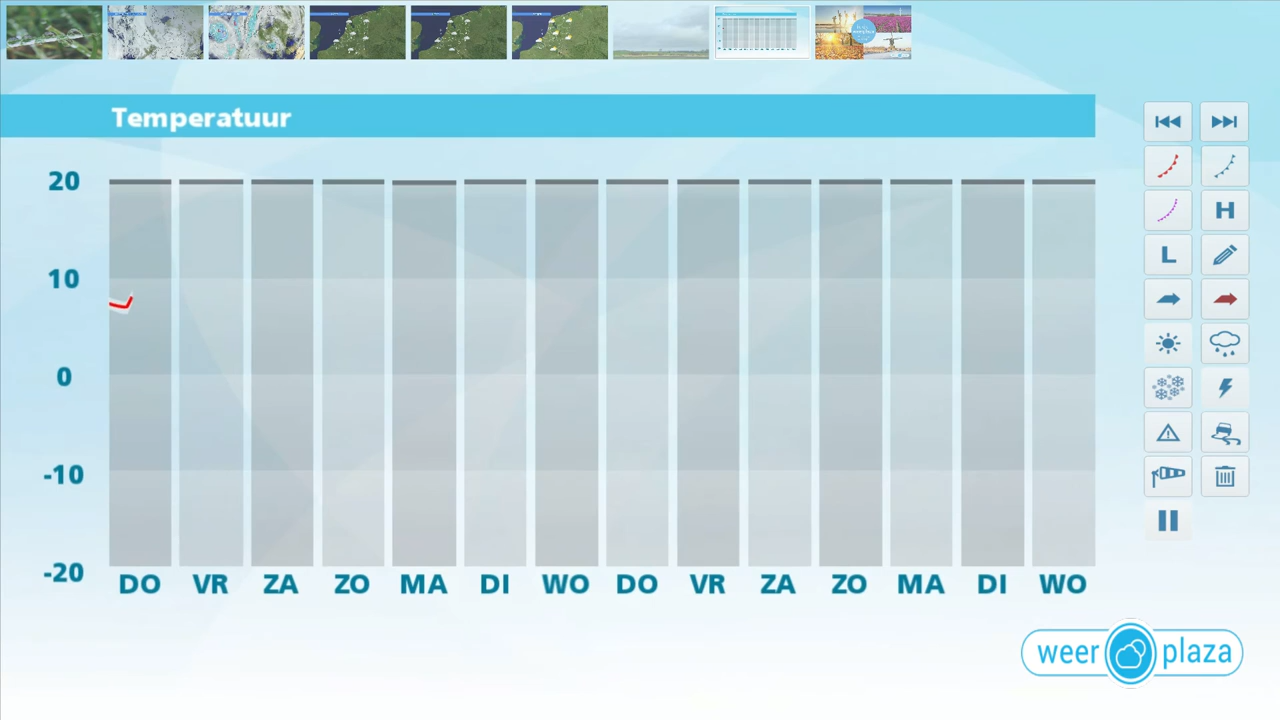 Temperatuur
20
10
0
-10
-20
DO VR ZA ZO MA DI WO DO VR ZA ZO MA DI WO
H
L
weer plaza